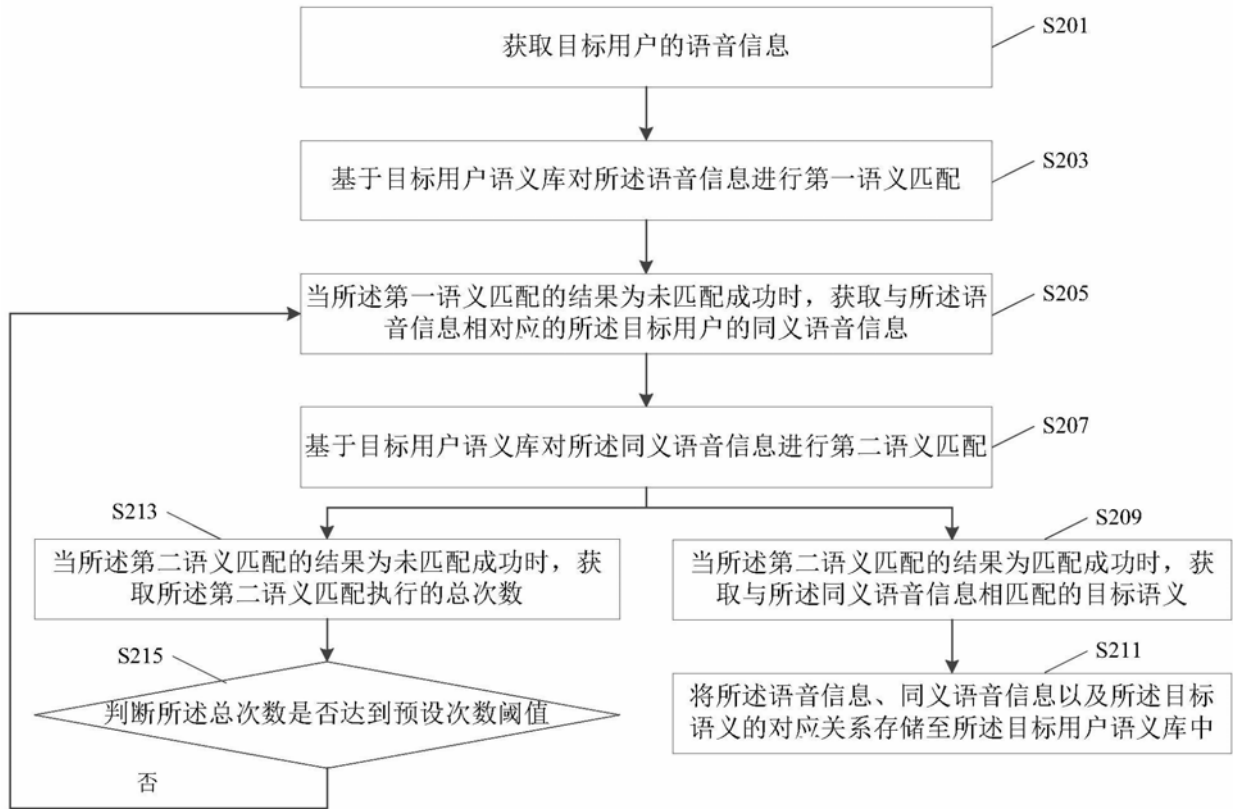 获取目标用户的语音信息
S201
基于目标用户语义库对所述语音信息进行第一语义匹配
S203
当所述第一语义匹配的结果为未匹配成功时，获取与所述语
音信息相对应的所述目标用户的同义语音信息
S205
基于目标用户语义库对所述同义语音信息进行第二语义匹配
S207
S213
当所述第二语义匹配的结果为未匹配成功时，获
取所述第二语义匹配执行的总次数
S209
当所述第二语义匹配的结果为匹配成功时，获
取与所述同义语音信息相匹配的目标语义
S215
判断所述总次数是否达到预设次数阈值
否
S211
将所述语音信息、同义语音信息以及所述目标
语义的对应关系存储至所述目标用户语义库中